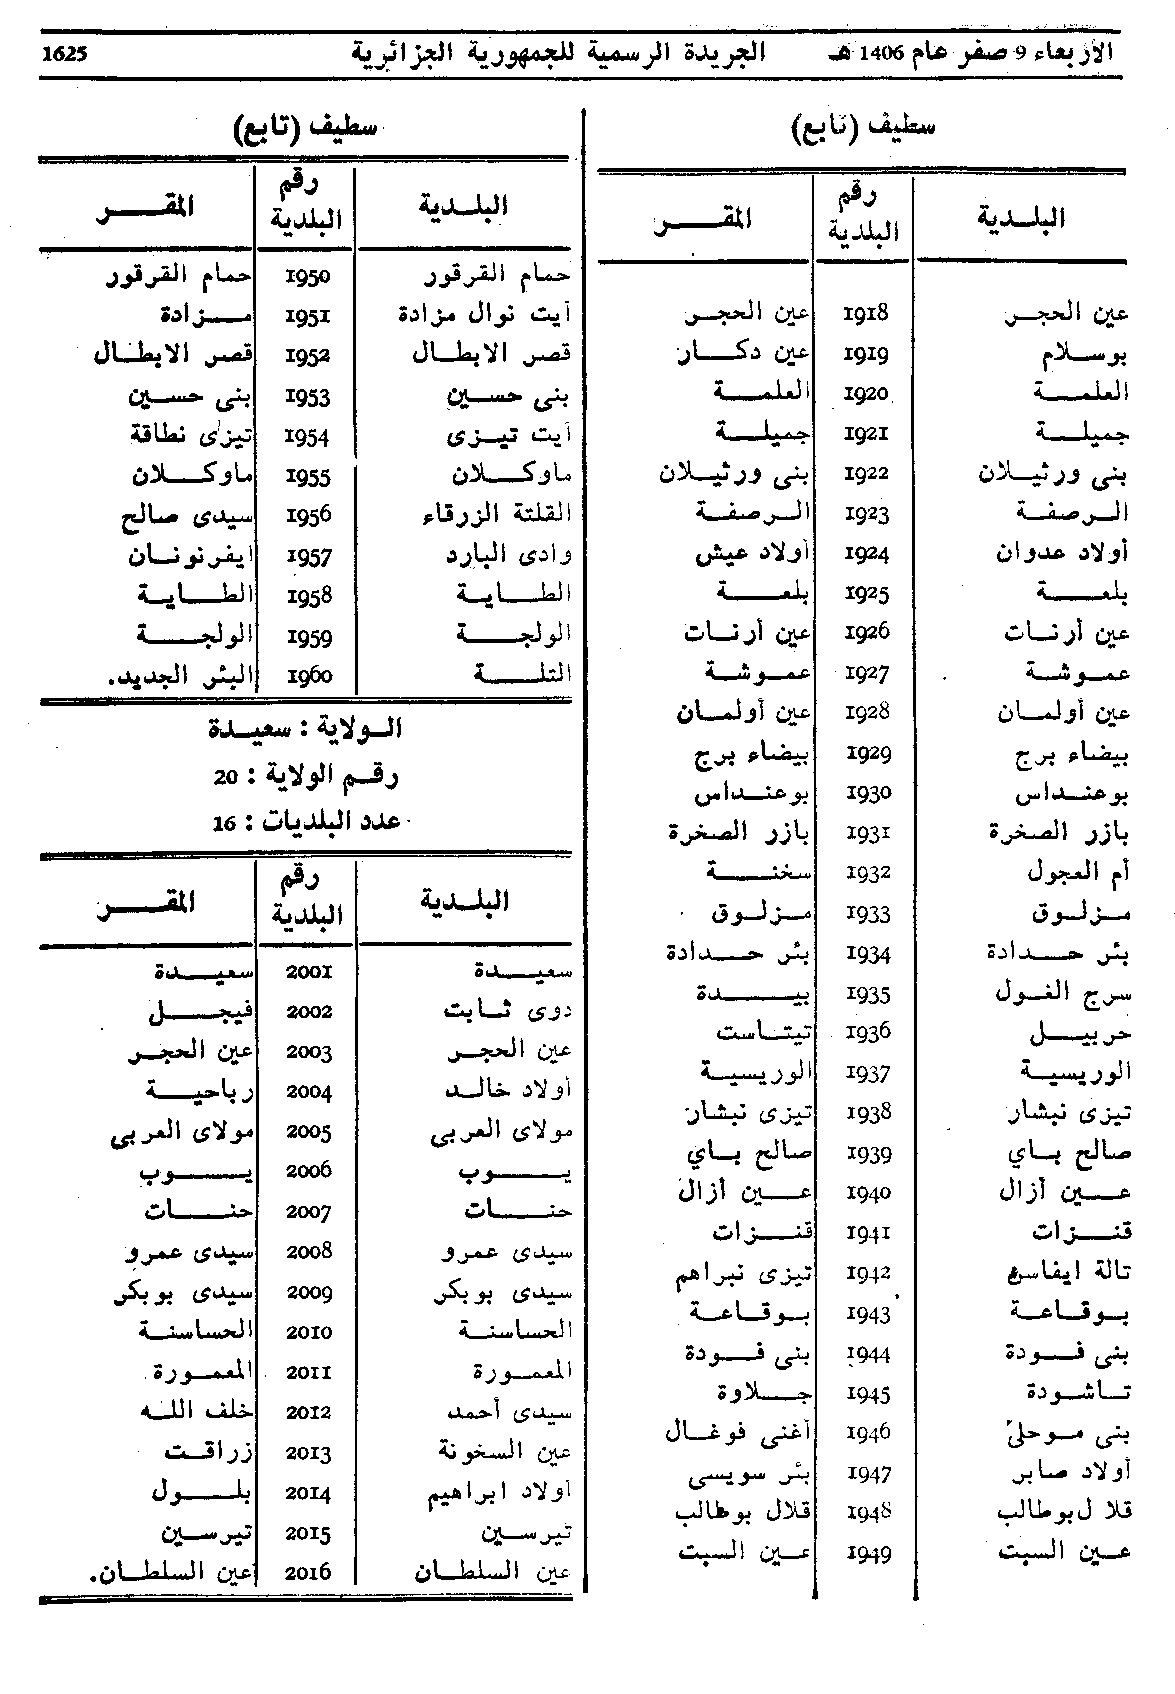 الأربعاء 9 صفر عام 1406 هـ الجريدة الرسمية للجمهورية الجزائرية 1625
سطيف (تابع)
البلدية رقم البلدية المقر
عين الحجر 1918 عين الحجر
بوسلام 1919 عين دكار
العلمة 1920 العلمة
جميلة 1921 جميلة
بنى ورثيلان 1922 بنى ورثيلان
الرصفة 1923 الرصفة
أولاد عدوان 1924 أولاد عيش
بلعة 1925 بلعة
عين أرنات 1926 عين أرنات
عموشة 1927 عموشة
عين أولمان 1928 عين أولمان
بيضاء برج 1929 بيضاء برج
بوعنداس 1930 بوعنداس
بازر الصخرة 1931 بازر الصخرة
أم العجول 1932 سخنة
مزلوق 1933 مزلوق
بئر حدادة 1934 بئر حدادة
سرج الغول 1935 بيدة
حربيل 1936 تيتاست
الوريسية 1937 الوريسية
تيزى نبشار 1938 تيزى نبشار
صالح باي 1939 صالح باي
عين أزال 1940 عين أزال
قنزات 1941 قنزات
تالة ايفاسن 1942 تيزى نبراهم
بوقاعة 1943 بوقاعة
بنى فودة 1944 بنى فودة
تاشودة 1945 جلاوة
بنى موحلى 1946 أغنى فوغال
أولاد صابر 1947 بئر سويسى
قلال بوطالب 1948 قلال بوطالب
عين السبت 1949 عين السبت
سطيف (تابع)
البلدية رقم البلدية المقر
حمام القرقور 1950 حمام القرقور
أيت نوال مزادة 1951 مزادة
قصر الابطال 1952 قصر الابطال
بنى حسين 1953 بنى حسين
أيت تيزى 1954 تيزى نطاقة
ماوكلان 1955 ماوكلان
القلتة الزرقاء 1956 سيدى صالح
وادى البارد 1957 ايفرنونان
الطاية 1958 الطاية
الولجة 1959 الولجة
التلة 1960 البئر الجديد.
الولاية : سعيدة
رقم الولاية : 20
عدد البلديات : 16
البلدية رقم البلدية المقر
سعيدة 2001 سعيدة
دوى ثابت 2002 فيجل
عين الحجر 2003 عين الحجر
أولاد خالد 2004 رباحية
مولاى العربي 2005 مولاى العربي
يوب 2006 يوب
حنات 2007 حنات
سيدى عمرو 2008 سيدى عمرو
سيدى بوبكر 2009 سيدى بوبكر
الحساسنة 2010 الحساسنة
المعمورة 2011 المعمورة
سيدى أحمد 2012 خلف الله
عين السخونة 2013 زراقت
أولاد ابراهيم 2014 بلول
تيرسين 2015 تيرسين
عين السلطان 2016 عين السلطان.